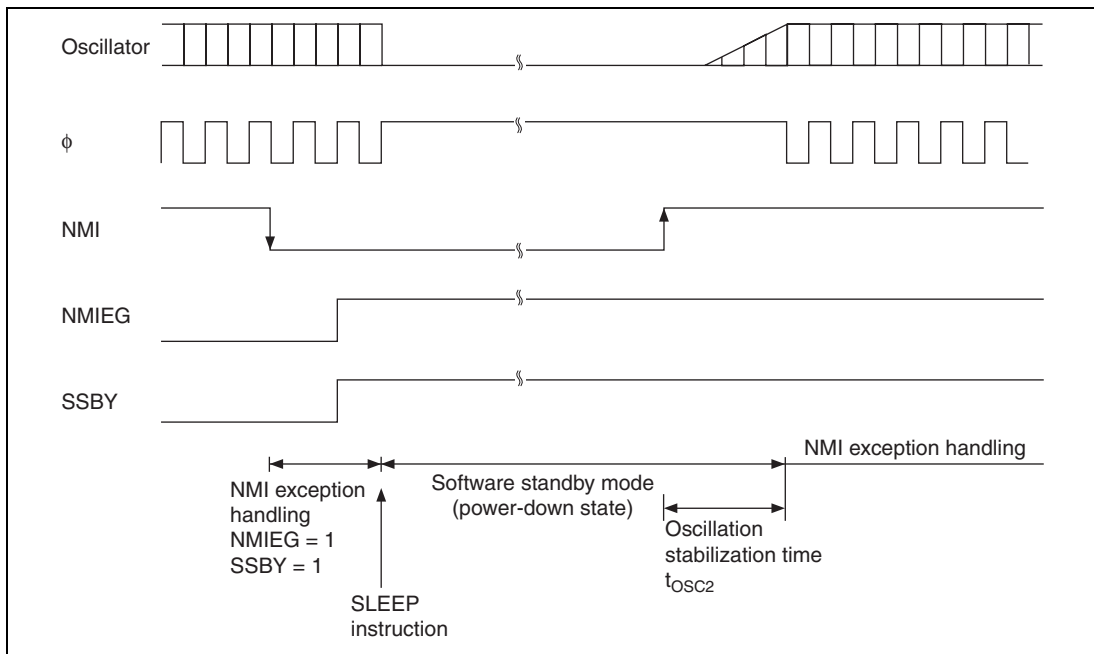 Oscillator
ϕ
NMI
NMIEG
SSBY
NMI exception handling
NMI exception
handling
NMIEG = 1
SSBY = 1
Software standby mode
(power-down state)
Oscillation
stabilization time
tOSC2
SLEEP
instruction